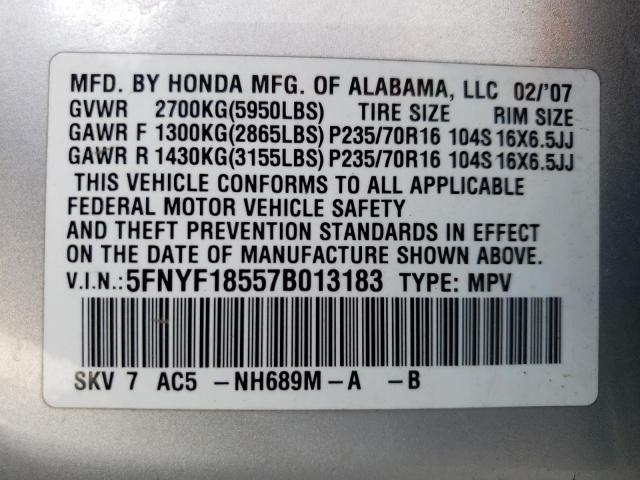 MFD. BY HONDA MFG. OF ALABAMA, LLC 02/'07
GVWR 2700KG(5950LBS) TIRE SIZE RIM SIZE
GAWR F 1300KG(2865LBS) P235/70R16 104S 16X6.5JJ
GAWR R 1430KG(3155LBS) P235/70R16 104S 16X6.5JJ
THIS VEHICLE CONFORMS TO ALL APPLICABLE
FEDERAL MOTOR VEHICLE SAFETY
AND THEFT PREVENTION STANDARDS IN EFFECT
ON THE DATE OF MANUFACTURE SHOWN ABOVE.
V.I.N.:5FNYF18557B013183 TYPE: MPV
SKV 7 AC5 -NH689M-A -B